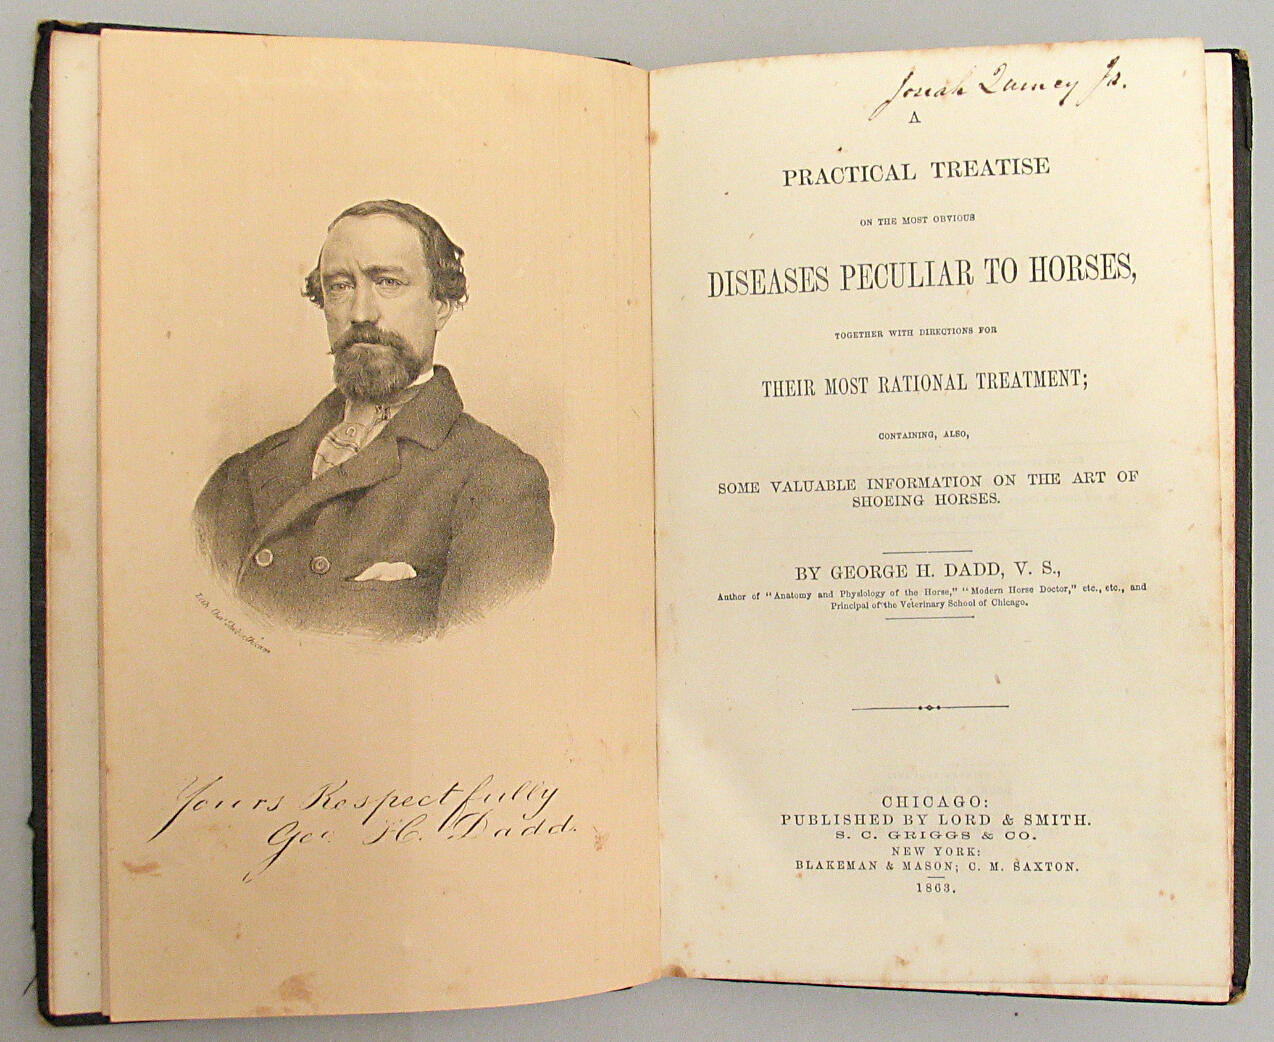 Yours Respectfully
Geo H. Dadd.
Josiah Quincy Jr.
A
PRACTICAL TREATISE
ON THE MOST OBVIOUS
DISEASES PECULIAR TO HORSES,
TOGETHER WITH DIRECTIONS FOR
THEIR MOST RATIONAL TREATMENT;
CONTAINING, ALSO,
SOME VALUABLE INFORMATION ON THE ART OF
SHOEING HORSES.
BY GEORGE H. DADD, V. S.,
Author of "Anatomy and Physiology of the Horse," "Modern Horse Doctor," etc., etc., and
Principal of the Veterinary School of Chicago.
CHICAGO:
PUBLISHED BY LORD & SMITH.
S. C. GRIGGS & CO.
NEW YORK:
BLAKEMAN & MASON; C. M. SAXTON.
1863.